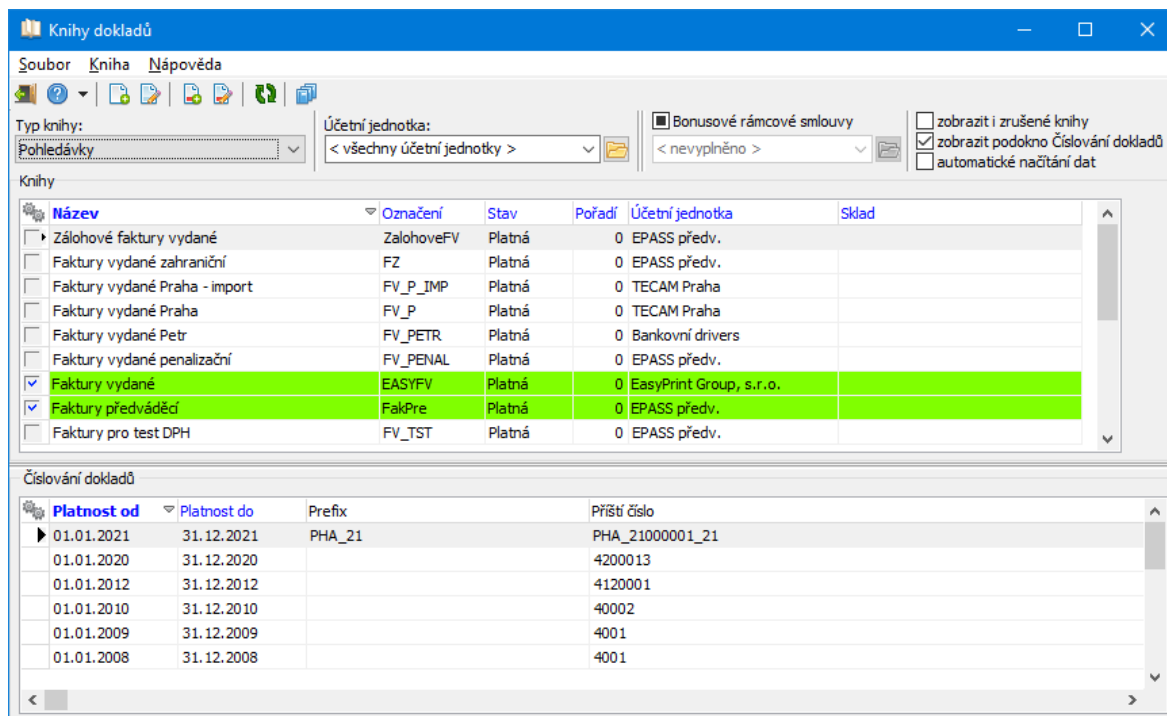 Knihy dokladů
Soubor Kniha Nápověda
Typ knihy: Účetní jednotka: Bonusové rámcové smlouvy zobrazit i zrušené knihy
Pohledávky < všechny účetní jednotky > < nevyplněno > zobrazit podokno Číslování dokladů
automatické načítání dat
Knihy
Název Označení Stav Pořadí Účetní jednotka Sklad
Zálohové faktury vydané ZalohoveFV Platná 0 EPASS předv.
Faktury vydané zahraniční FZ Platná 0 EPASS předv.
Faktury vydané Praha - import FV_P_IMP Platná 0 TECAM Praha
Faktury vydané Praha FV_P Platná 0 TECAM Praha
Faktury vydané Petr FV_PETR Platná 0 Bankovní drivers
Faktury vydané penalizační FV_PENAL Platná 0 EPASS předv.
Faktury vydané EASYFV Platná 0 EasyPrint Group, s.r.o.
Faktury předváděcí FakPre Platná 0 EPASS předv.
Faktury pro test DPH FV_TST Platná 0 EPASS předv.
Číslování dokladů
Platnost od Platnost do Prefix Příští číslo
01.01.2021 31.12.2021 PHA_21 PHA_21000001_21
01.01.2020 31.12.2020 4200013
01.01.2012 31.12.2012 4120001
01.01.2010 31.12.2010 40002
01.01.2009 31.12.2009 4001
01.01.2008 31.12.2008 4001